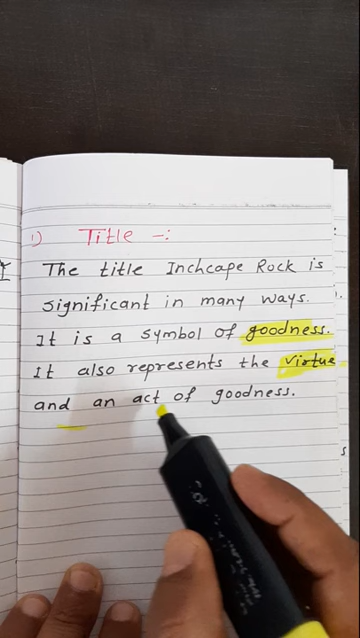 1) Title -:
The title Inchcape Rock is
significant in many ways.
It is a symbol of goodness.
It also represents the virtue
and an act of goodness.